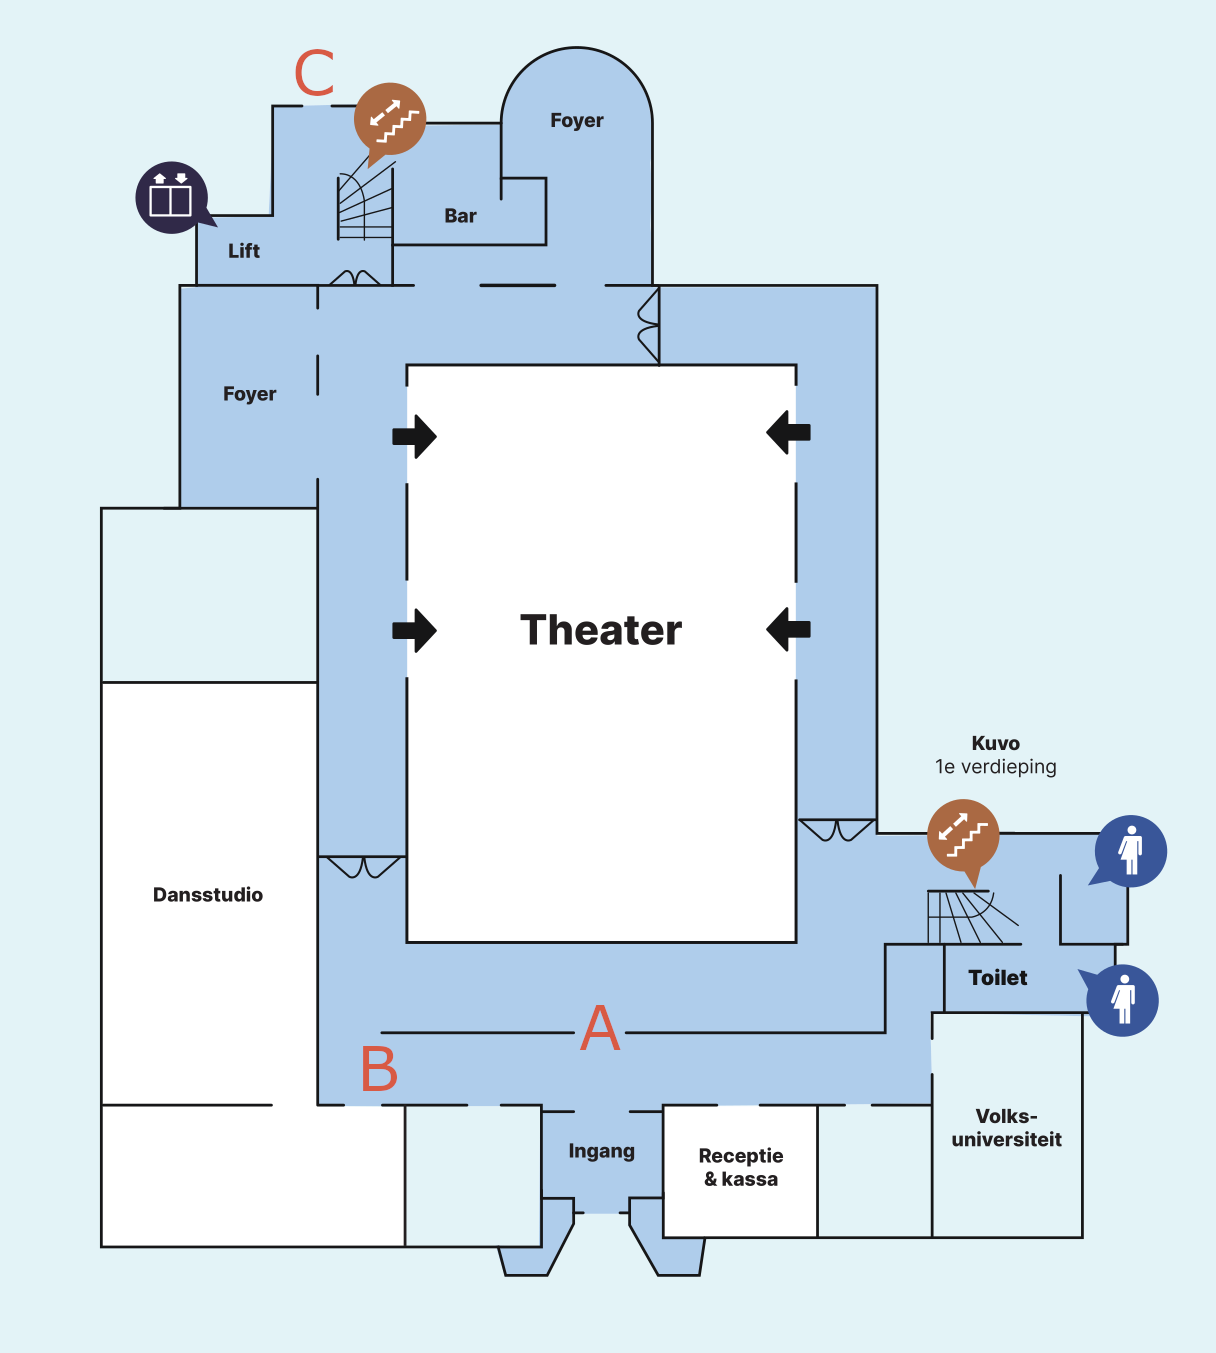 C
Foyer
Bar
Lift
Foyer
Theater
Kuvo
1e verdieping
Dansstudio
Toilet
A
B
Volks-
universiteit
Ingang
Receptie
& kassa